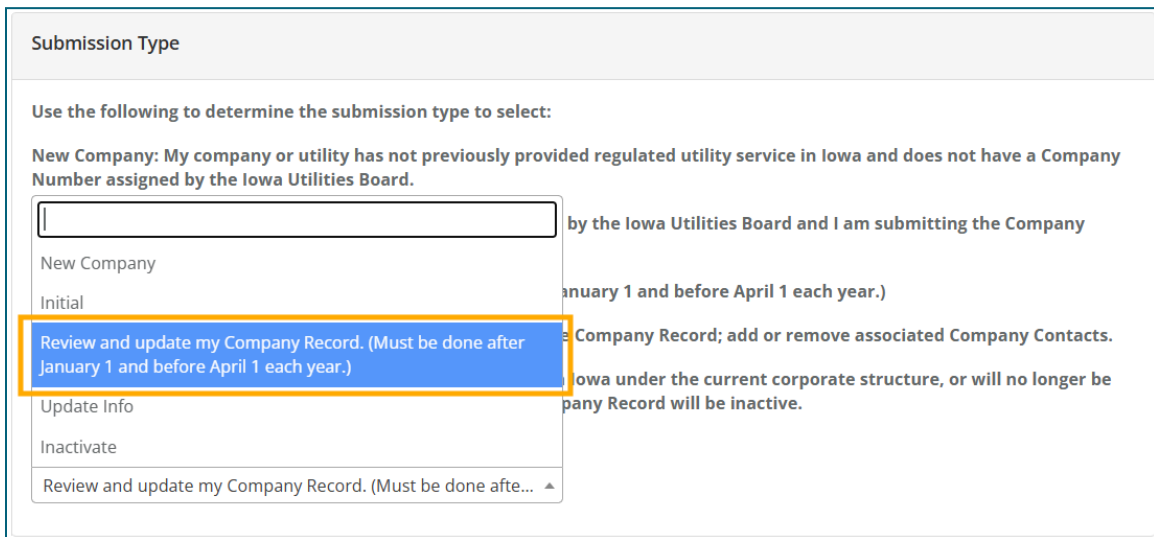 Submission Type
Use the following to determine the submission type to select:
New Company: My company or utility has not previously provided regulated utility service in Iowa and does not have a Company
Number assigned by the Iowa Utilities Board.
by the Iowa Utilities Board and I am submitting the Company
New Company
January 1 and before April 1 each year.)
Initial
Review and update my Company Record. (Must be done after
January 1 and before April 1 each year.)
Company Record; add or remove associated Company Contacts.
Iowa under the current corporate structure, or will no longer be
Update Info
Record will be inactive.
Inactivate
Review and update my Company Record. (Must be done afte...